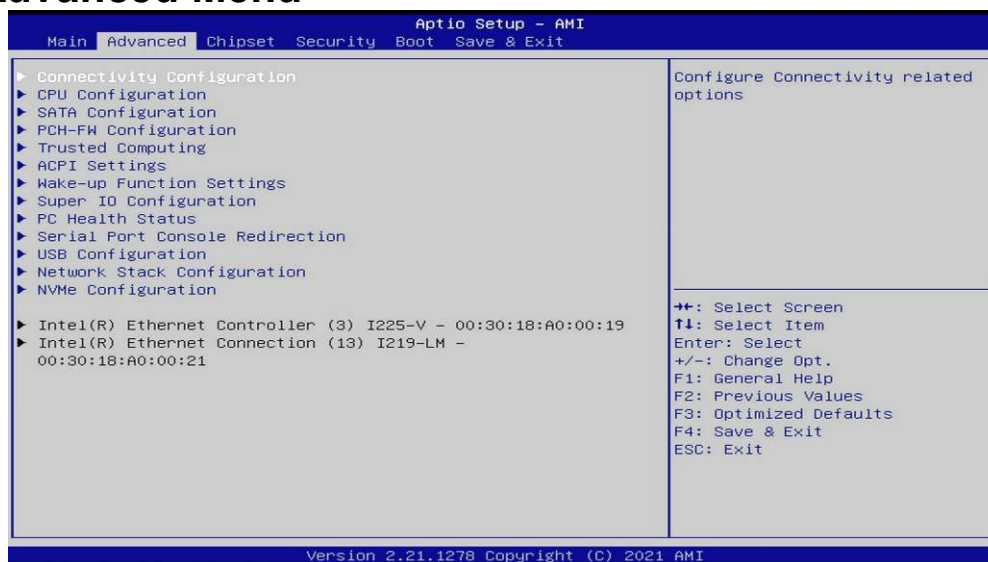 Advanced Menu
Aptio Setup – AMI
Main Advanced Chipset Security Boot Save & Exit
▶ Connectivity Configuration
▶ CPU Configuration
▶ SATA Configuration
▶ PCH-FW Configuration
▶ Trusted Computing
▶ ACPI Settings
▶ Wake-up Function Settings
▶ Super IO Configuration
▶ PC Health Status
▶ Serial Port Console Redirection
▶ USB Configuration
▶ Network Stack Configuration
▶ NVMe Configuration
▶ Intel(R) Ethernet Controller (3) I225-V – 00:30:18:A0:00:19
▶ Intel(R) Ethernet Connection (13) I219-LM –
00:30:18:A0:00:21
Configure Connectivity related
options
→←: Select Screen
↑↓: Select Item
Enter: Select
+/-: Change Opt.
F1: General Help
F2: Previous Values
F3: Optimized Defaults
F4: Save & Exit
ESC: Exit
Version 2.21.1278 Copyright (C) 2021 AMI